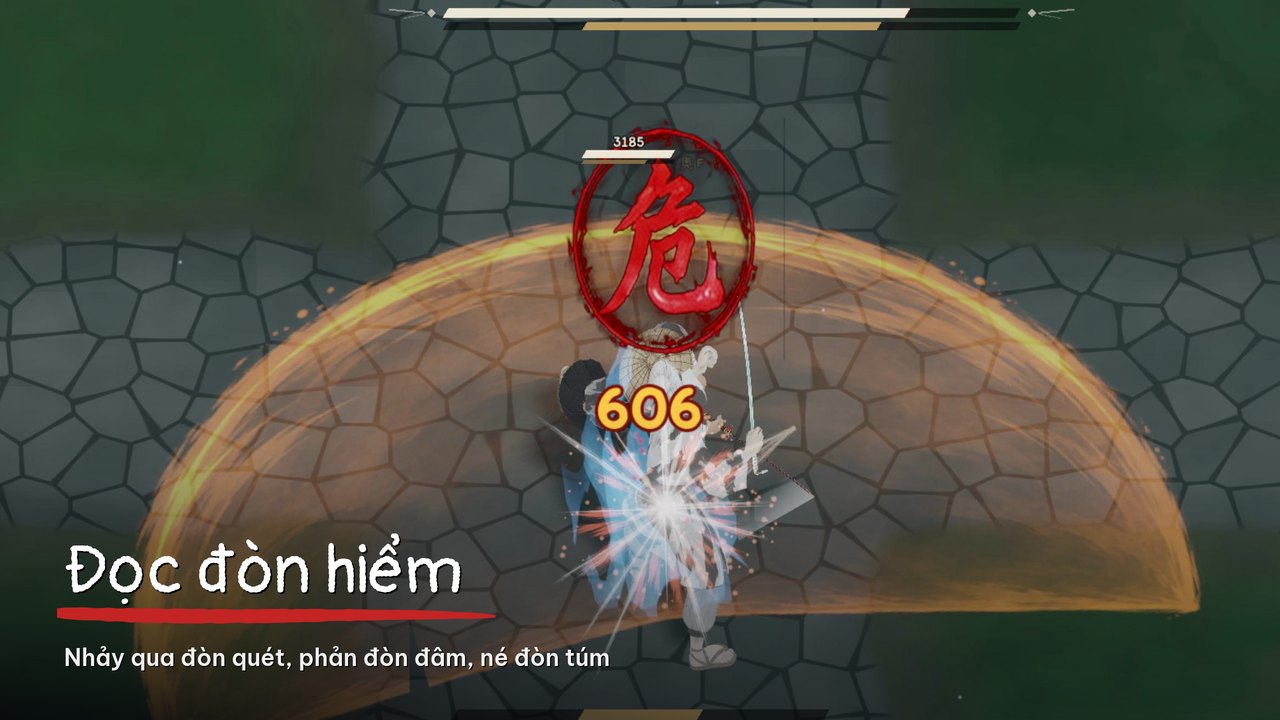 3185
危
606
Đọc đòn hiểm
Nhảy qua đòn quét, phản đòn đâm, né đòn túm